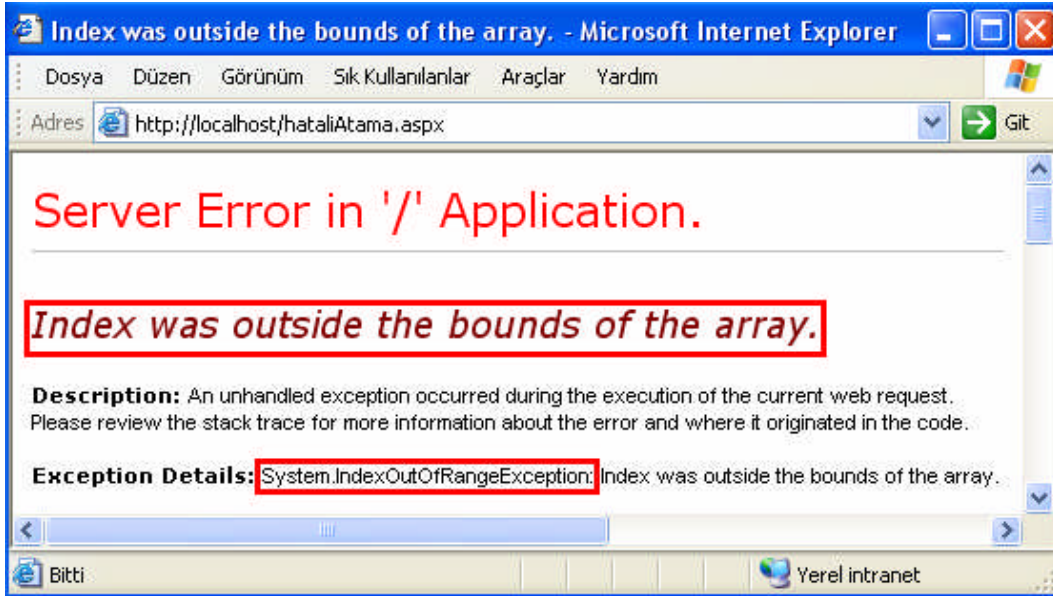 Index was outside the bounds of the array. - Microsoft Internet Explorer
Dosya Düzen Görünüm Sık Kullanılanlar Araçlar Yardım
Adres http://localhost/hataliAtama.aspx Git
Server Error in '/' Application.
Index was outside the bounds of the array.
Description: An unhandled exception occurred during the execution of the current web request.
Please review the stack trace for more information about the error and where it originated in the code.
Exception Details: System.IndexOutOfRangeException: Index was outside the bounds of the array.
Bitti Yerel intranet